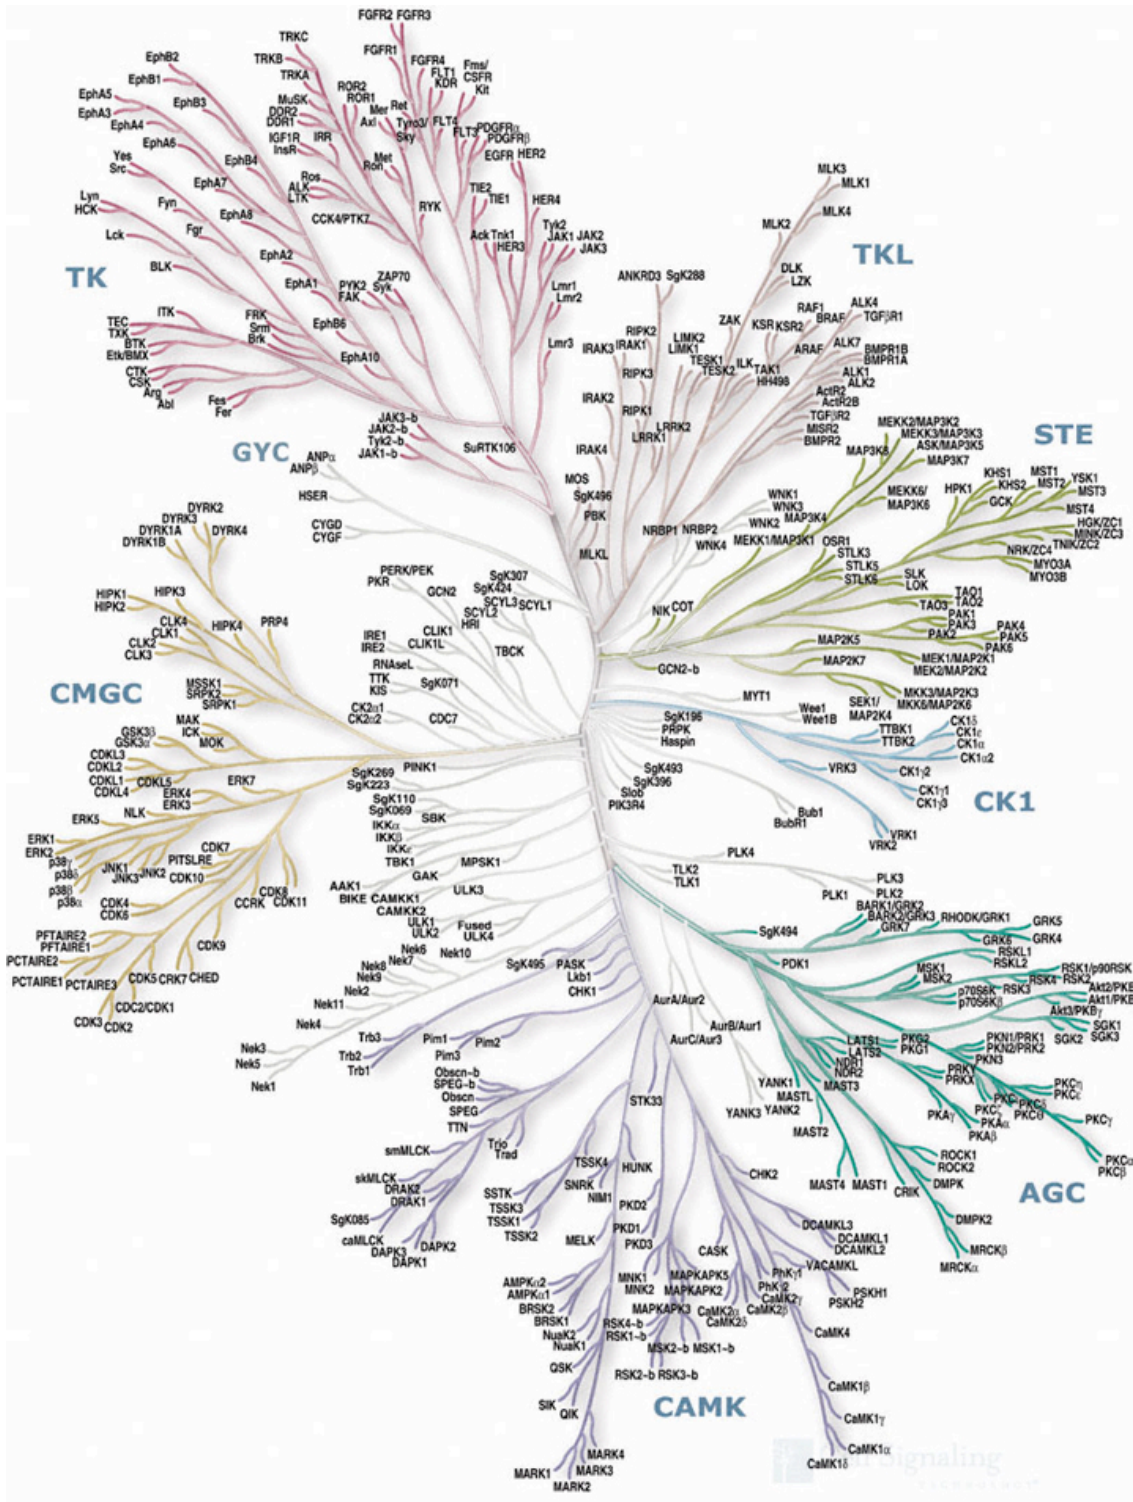 FGFR2 FGFR3
TRKC
FGFR1
EphB2
TRKB
FGFR4
Fms/
CSFR
Kit
FLT1
KDR
EphB1
TRKA
ROR2
ROR1
EphA5
EphB3
MuSK
Mer
Ret
EphA3
DDR2
DDR1
Axl
Tyro3/
Sky
FLT4
FLT3
PDGFRα
PDGFRβ
EphA4
IGF1R
InsR
IRR
EphA6
Met
Ron
EGFR
HER2
Yes
Src
EphB4
Ros
ALK
LTK
MLK3
MLK1
EphA7
TIE2
TIE1
Lyn
HCK
Fyn
EphA8
CCK4/PTK7
RYK
HER4
MLK4
MLK2
Lck
Fgr
Ack
Tnk1
HER3
Tyk2
JAK1
JAK2
JAK3
TKL
TK
BLK
EphA2
EphA1
PYK2
FAK
ZAP70
Syk
Lmr1
Lmr2
ANKRD3
SgK288
DLK
LZK
ITK
FRK
Srm
Brk
EphB6
TEC
TXK
BTK
Etk/BMX
EphA10
Lmr3
IRAK3
RIPK2
IRAK1
LIMK2
LIMK1
ZAK
KSR
KSR2
RAF1
BRAF
ALK4
TGFβR1
ARAF
ALK7
BMPR1B
BMPR1A
CTK
CSK
Arg
Abl
Fes
Fer
RIPK3
TESK1
TESK2
ILK
TAK1
HH498
ALK1
ALK2
ActR2
ActR2B
TGFβR2
MISR2
BMPR2
IRAK2
RIPK1
LRRK1
LRRK2
JAK3~b
JAK2~b
Tyk2~b
JAK1~b
SuRTK106
IRAK4
MEKK2/MAP3K2
MEKK3/MAP3K3
ASK/MAP3K5
MAP3K8
MAP3K7
STE
GYC
ANPα
ANPβ
HSER
MOS
SgK496
PBK
KHS1
KHS2
MST1
MST2
YSK1
MST3
HPK1
GCK
MST4
MEKK6/
MAP3K6
WNK1
WNK3
WNK2
MAP3K4
HGK/ZC1
MINK/ZC3
TNIK/ZC2
NRK/ZC4
CYGD
CYGF
NRBP1
NRBP2
WNK4
MEKK1/MAP3K1
OSR1
STLK3
STLK5
STLK6
MYO3A
MYO3B
DYRK2
DYRK3
DYRK1A
DYRK1B
DYRK4
MLKL
SLK
LOK
PERK/PEK
PKR
GCN2
SgK307
SgK424
SCYL3
SCYL1
SCYL2
HRI
NIK
COT
TAO1
TAO2
TAO3
PAK1
PAK3
PAK2
PAK4
PAK5
PAK6
HIPK1
HIPK2
HIPK3
CLK4
CLK1
CLK2
CLK3
HIPK4
PRP4
IRE1
IRE2
CLIK1
CLIK1L
TBCK
MAP2K5
RNAseL
TTK
KIS
SgK071
GCN2~b
MAP2K7
MEK1/MAP2K1
MEK2/MAP2K2
CMGC
MSSK1
SRPK2
SRPK1
CK2α1
CK2α2
CDC7
MYT1
SEK1/
MAP2K4
MKK3/MAP2K3
MKK6/MAP2K6
Wee1
Wee1B
MAK
ICK
MOK
GSK3β
GSK3α
SgK196
PRPK
Haspin
TTBK1
TTBK2
CK1δ
CK1ε
CK1α
CK1α2
CDKL3
CDKL2
CDKL1
CDKL4
CDKL5
ERK7
PINK1
SgK269
SgK223
SgK493
SgK396
Slob
PIK3R4
VRK3
CK1γ2
CK1γ1
CK1γ3
CK1
ERK4
ERK3
SgK110
SgK069
SBK
Bub1
BubR1
VRK1
VRK2
NLK
ERK5
IKKα
IKKβ
IKKε
TBK1
ERK1
ERK2
p38γ
p38δ
p38β
p38α
JNK1
JNK3
JNK2
PITSLRE
CDK7
CDK10
MPSK1
GAK
PLK4
TLK2
TLK1
PLK3
PLK2
PLK1
CDK8
CDK11
CCRK
AAK1
BIKE
CAMKK1
CAMKK2
ULK3
CDK4
CDK6
ULK1
ULK2
Fused
ULK4
BARK1/GRK2
BARK2/GRK3
RHODK/GRK1
GRK7
GRK5
GRK4
GRK6
SgK494
PFTAIRE2
PFTAIRE1
CDK9
Nek6
Nek7
Nek10
PCTAIRE2
PCTAIRE1
PCTAIRE3
CDK5
CRK7
CHED
Nek8
Nek9
Nek2
SgK495
PASK
Lkb1
CHK1
PDK1
RSKL1
RSKL2
MSK1
MSK2
RSK1/p90RSK
RSK2
RSK4
RSK3
p70S6K
p70S6Kβ
Akt2/PKB
Akt1/PKB
Akt3/PKBγ
CDC2/CDK1
CDK3
CDK2
Nek11
Nek4
AurA/Aur2
AurB/Aur1
AurC/Aur3
SGK1
SGK3
SGK2
Nek3
Nek5
Nek1
Trb3
Trb2
Trb1
Pim1
Pim2
Pim3
LATS1
LATS2
NDR1
NDR2
PKG2
PKG1
PKN1/PRK1
PKN2/PRK2
PKN3
MAST3
PRKY
PRKX
YANK1
MASTL
YANK2
YANK3
PKCη
PKCε
PKCδ
PKCθ
PKCζ
PKCγ
PKAγ
PKAα
PKAβ
PKCα
PKCβ
Obscn~b
SPEG~b
Obscn
SPEG
TTN
STK33
MAST2
smMLCK
Trio
Trad
TSSK4
HUNK
CHK2
MAST4
MAST1
ROCK1
ROCK2
CRIK
DMPK
AGC
skMLCK
DRAK2
DRAK1
SSTK
TSSK3
TSSK1
TSSK2
SNRK
NIM1
DMPK2
SgK085
caMLCK
DAPK3
DAPK1
DAPK2
PKD2
PKD1
PKD3
DCAMKL3
DCAMKL1
DCAMKL2
MRCKβ
MRCKα
MELK
CASK
VACAMKL
PhKγ1
PhKγ2
PSKH1
PSKH2
AMPKα2
AMPKα1
MNK1
MNK2
MAPKAPK5
MAPKAPK2
MAPKAPK3
CaMK2γ
CaMK2α
CaMK2β
CaMK2δ
BRSK2
BRSK1
NuaK2
NuaK1
RSK4~b
RSK1~b
CaMK4
MSK2~b
MSK1~b
QSK
RSK2~b
RSK3~b
CaMK1β
SIK
QIK
CAMK
CaMK1γ
MARK4
MARK3
MARK1
MARK2
CaMK1α
CaMK1δ
Signaling